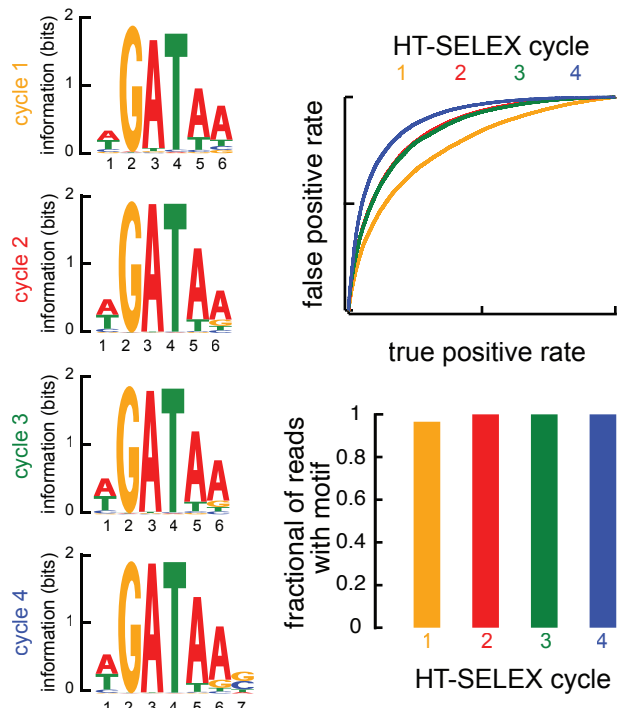 cycle 1
information (bits)
2
1
0
A
T
G
A
T
A
A
1 2 3 4 5 6
cycle 2
information (bits)
2
1
0
A
T
G
A
T
A
T
A
G
1 2 3 4 5 6
cycle 3
information (bits)
2
1
0
A
T
G
A
T
A
T
A
G
1 2 3 4 5 6
cycle 4
information (bits)
2
1
0
A
T
G
A
T
A
T
A
G
G
C
1 2 3 4 5 6 7
HT-SELEX cycle
1 2 3 4
false positive rate
true positive rate
fractional of reads
with motif
1
0.8
0.6
0.4
0.2
0
1 2 3 4
HT-SELEX cycle